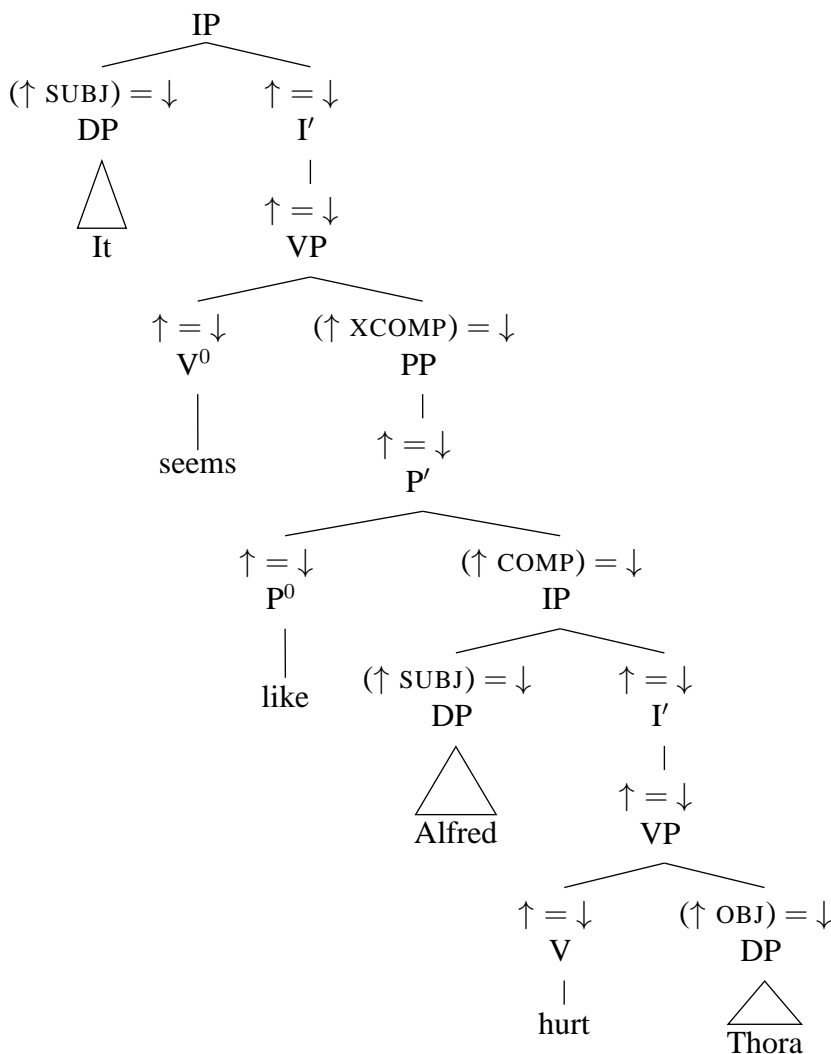 IP
(↑ SUBJ) = ↓ ↑ = ↓
DP I′
↑ = ↓
It VP
↑ = ↓ (↑ XCOMP) = ↓
V⁰ PP
↑ = ↓
seems P′
↑ = ↓ (↑ COMP) = ↓
P⁰ IP
(↑ SUBJ) = ↓ ↑ = ↓
like DP I′
↑ = ↓
Alfred VP
↑ = ↓ (↑ OBJ) = ↓
V DP
hurt Thora